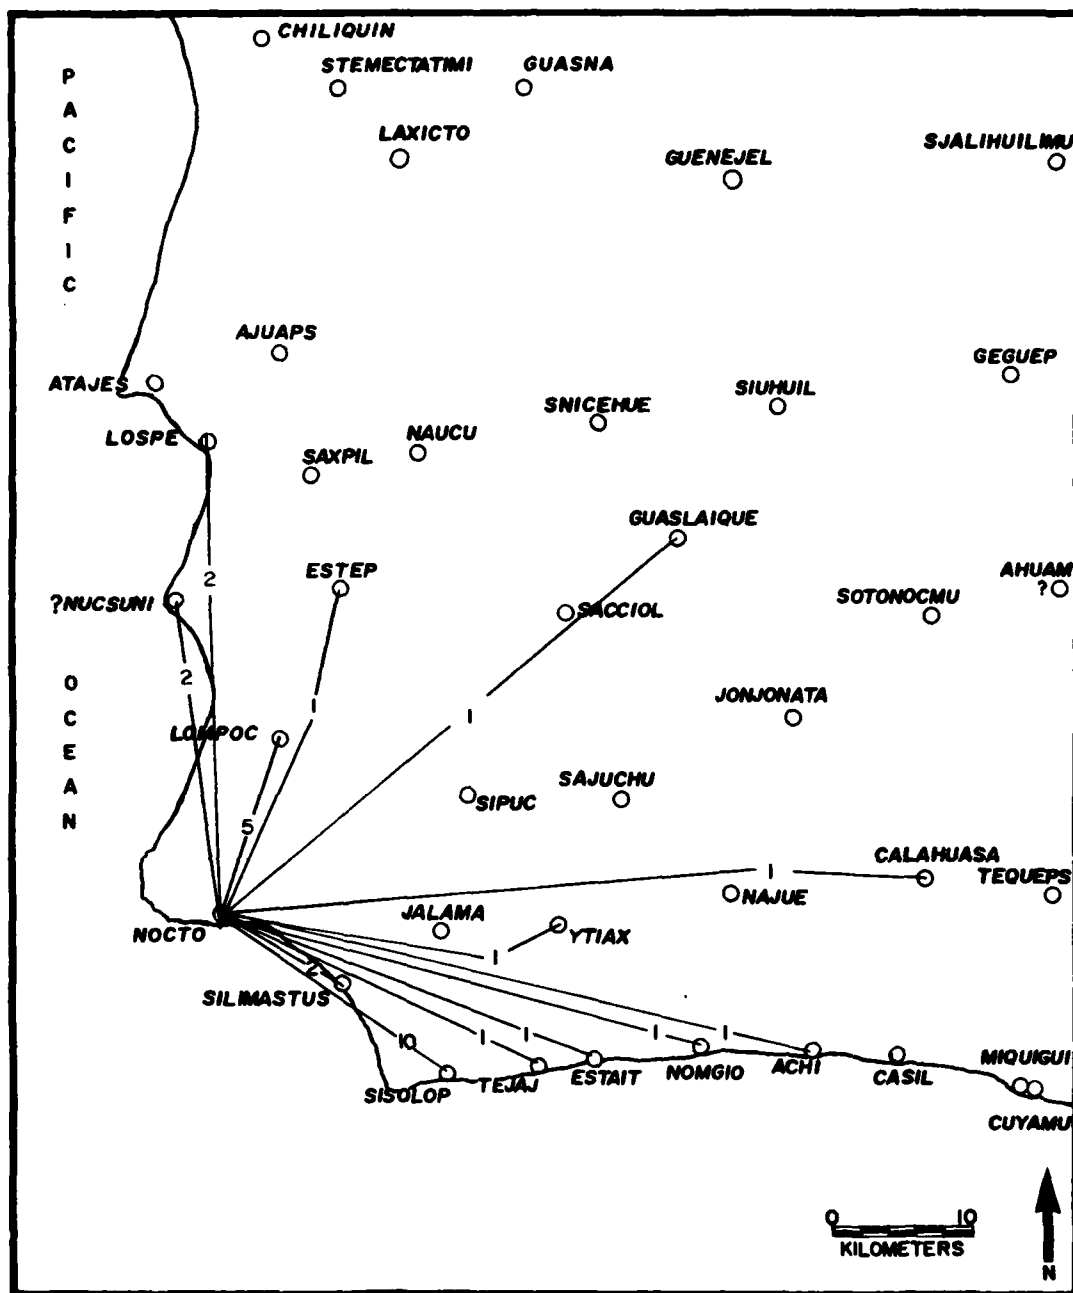 CHILIQUIN
STEMECTATIMI
GUASNA
PACIFIC
LAXICTO
GUENEJEL
SJALIHUILIMU
AJUAPS
ATAJES
GEGUEP
SIUHUIL
SNICEHUE
LOSPE
NAUCU
SAXPIL
GUASLAIQUE
2
ESTEP
AHUAM
?
?NUCSUNI
SACCIOL
SOTONOCMU
2
OCEAN
1
1
JONJONATA
LOMPOC
SAJUCHU
SIPUC
5
CALAHUASA
1
TEQUEPS
NAJUE
JALAMA
NOCTO
YTIAX
1
2
SILIMASTUS
10
1
1
1
1
SISOLOP
TEJAJ
ESTAIT
NOMGIO
ACHI
CASIL
MIQUIGUI
CUYAMU
0 10
KILOMETERS
N